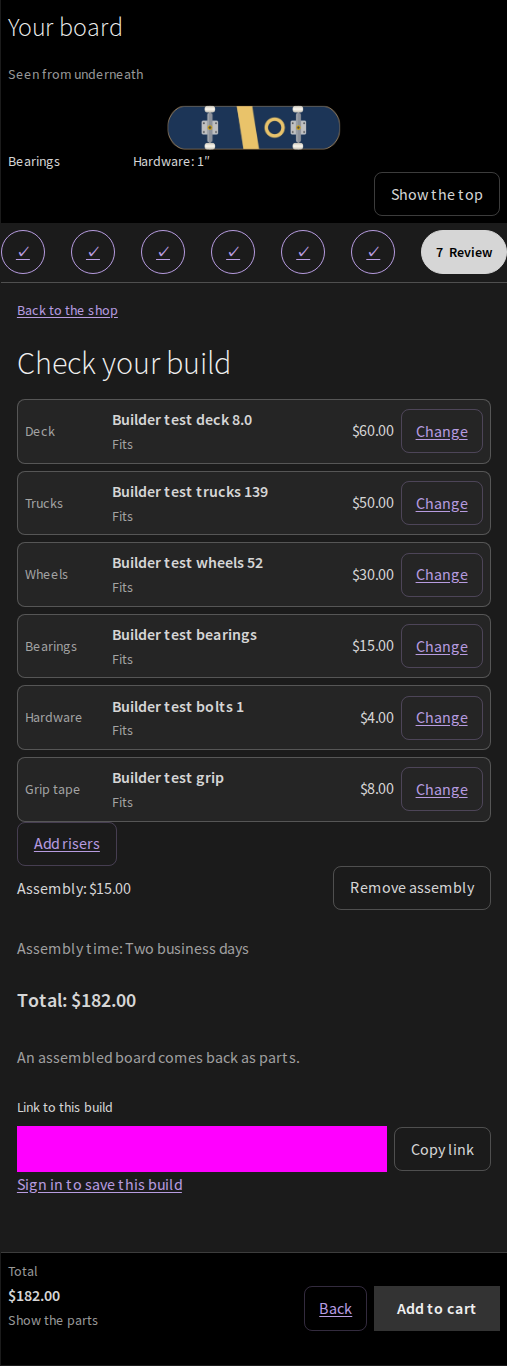 Your board
Seen from underneath
Bearings
Hardware: 1″
Show the top
✓ ✓ ✓ ✓ ✓ ✓ 7 Review
Back to the shop
Check your build
Deck
Builder test deck 8.0
Fits
$60.00
Change
Trucks
Builder test trucks 139
Fits
$50.00
Change
Wheels
Builder test wheels 52
Fits
$30.00
Change
Bearings
Builder test bearings
Fits
$15.00
Change
Hardware
Builder test bolts 1
Fits
$4.00
Change
Grip tape
Builder test grip
Fits
$8.00
Change
Add risers
Assembly: $15.00
Remove assembly
Assembly time: Two business days
Total: $182.00
An assembled board comes back as parts.
Link to this build
Copy link
Sign in to save this build
Total
$182.00
Show the parts
Back
Add to cart